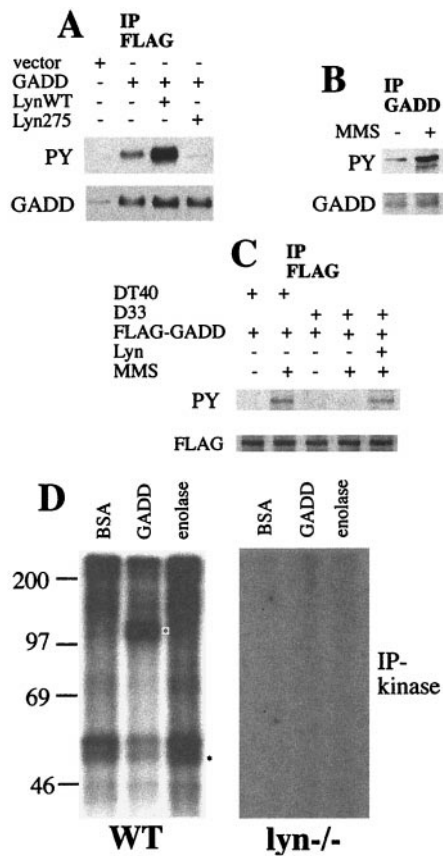 A
IP
FLAG
vector + - - -
GADD - + + +
LynWT - - + -
Lyn275 - - - +
PY
GADD
B
IP
GADD
MMS - +
PY
GADD
C
IP
FLAG
DT40 + +
D33 + + +
FLAG-GADD + + + + +
Lyn - - - - +
MMS - + - + +
PY
FLAG
D
BSA GADD enolase
BSA GADD enolase
200
97
69
46
IP-
kinase
WT lyn-/-